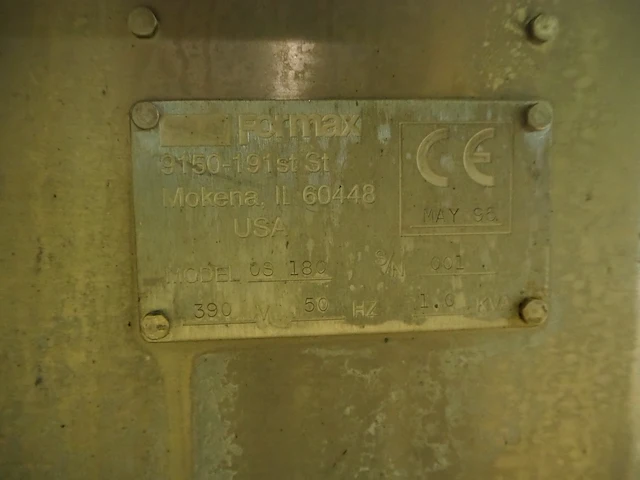 Formax
9150-191st St
Mokena, IL 60448
USA
CE
MAY 96
MODEL OS 180 S/N 001
390 V 50 HZ 1.0 KVA